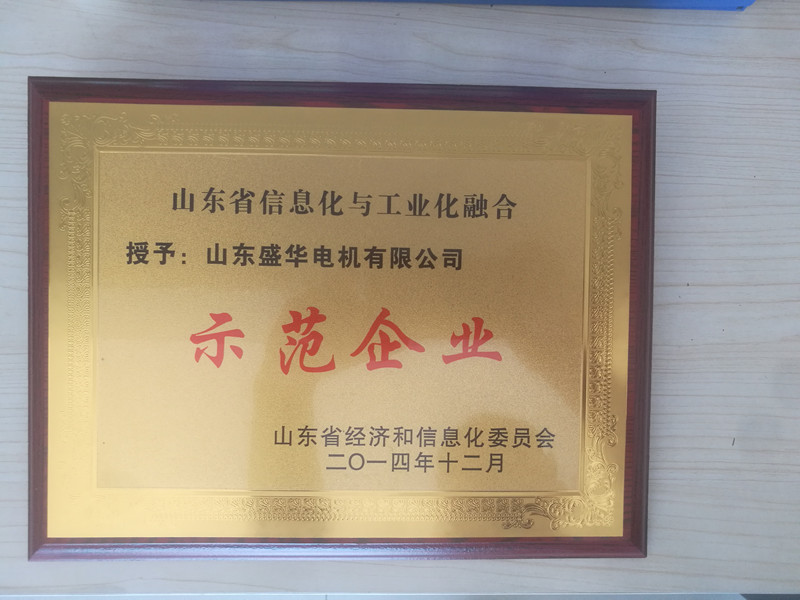 山东省信息化与工业化融合
授予：山东盛华电机有限公司
示范企业
山东省经济和信息化委员会
二〇一四年十二月